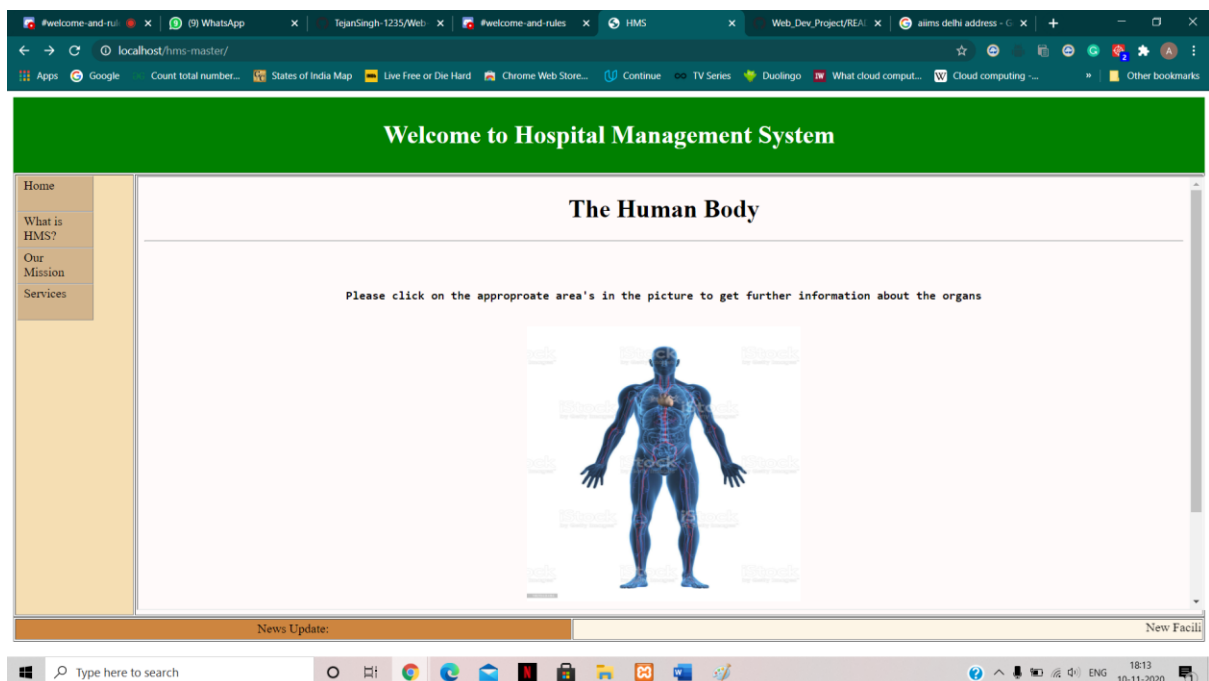 #welcome-and-rul
(9) WhatsApp
TejanSingh-1235/Web-
#welcome-and-rules
HMS
Web_Dev_Project/REA
aiims delhi address - G
localhost/hms-master/
Apps
Google
Count total number...
States of India Map
Live Free or Die Hard
Chrome Web Store...
Continue
TV Series
Duolingo
What cloud comput...
Cloud computing -...
»
Other bookmarks
Welcome to Hospital Management System
Home
What is
HMS?
Our
Mission
Services
The Human Body
Please click on the approproate area's in the picture to get further information about the organs
iStock
iStock
iStock
News Update:
New Facili
Type here to search
ENG
18:13
10-11-2020